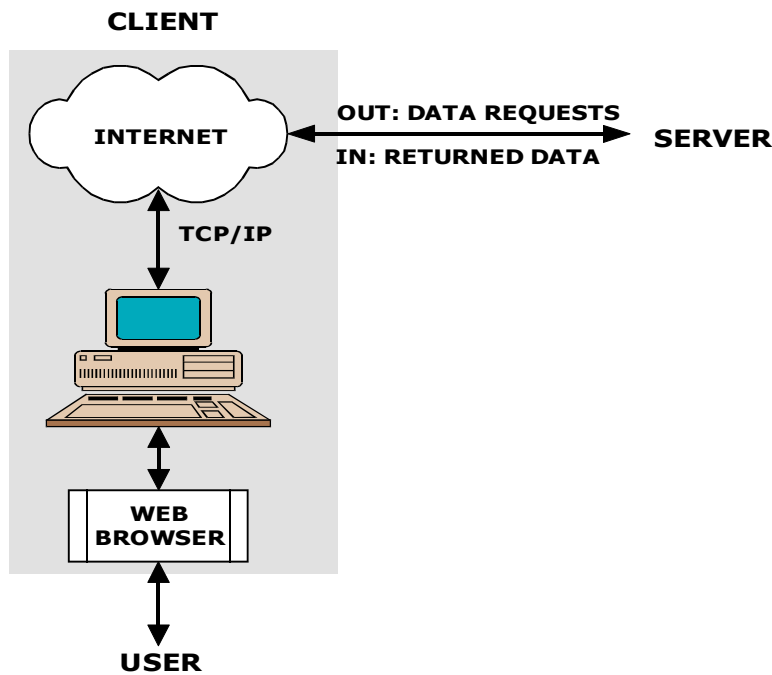 CLIENT
INTERNET
OUT: DATA REQUESTS
IN: RETURNED DATA
SERVER
TCP/IP
WEB
BROWSER
USER